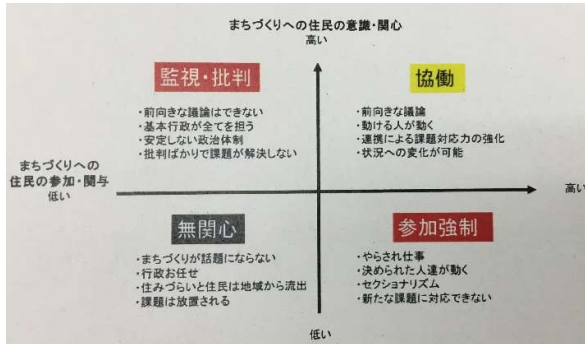 まちづくりへの住民の意識・関心
高い
監視・批判
・前向きな議論はできない
・基本行政が全てを担う
・安定しない政治体制
・批判ばかりで課題が解決しない
協働
・前向きな議論
・動ける人が動く
・連携による課題対応力の強化
・状況への変化が可能
まちづくりへの
住民の参加・関与
低い
高い
無関心
・まちづくりが話題にならない
・行政お任せ
・住みづらいと住民は地域から流出
・課題は放置される
参加強制
・やらされ仕事
・決められた人達が動く
・セクショナリズム
・新たな課題に対応できない
低い